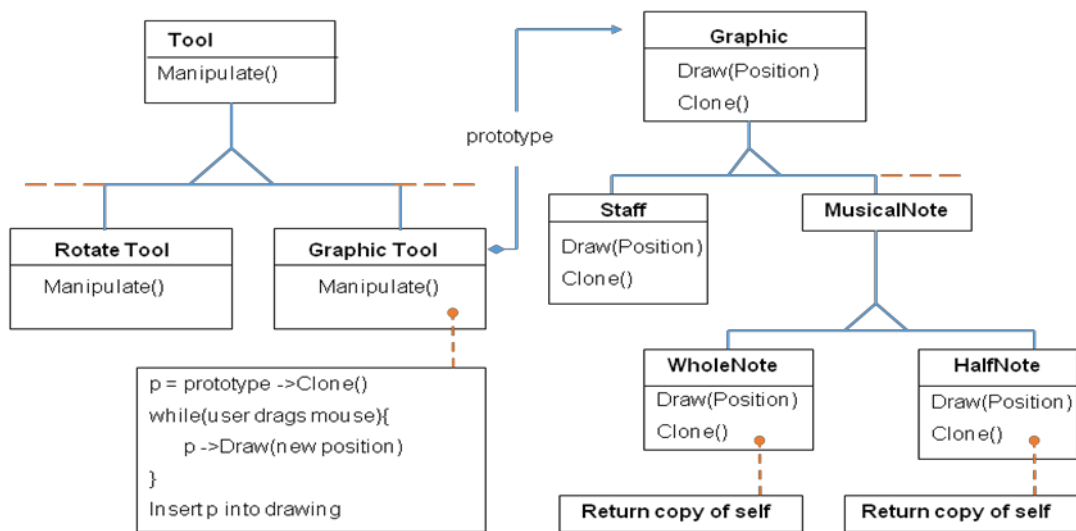 Tool
Manipulate()
Graphic
Draw(Position)
Clone()
prototype
Rotate Tool
Manipulate()
Graphic Tool
Manipulate()
Staff
Draw(Position)
Clone()
MusicalNote
p = prototype ->Clone()
while(user drags mouse){
p ->Draw(new position)
}
Insert p into drawing
WholeNote
Draw(Position)
Clone()
HalfNote
Draw(Position)
Clone()
Return copy of self
Return copy of self